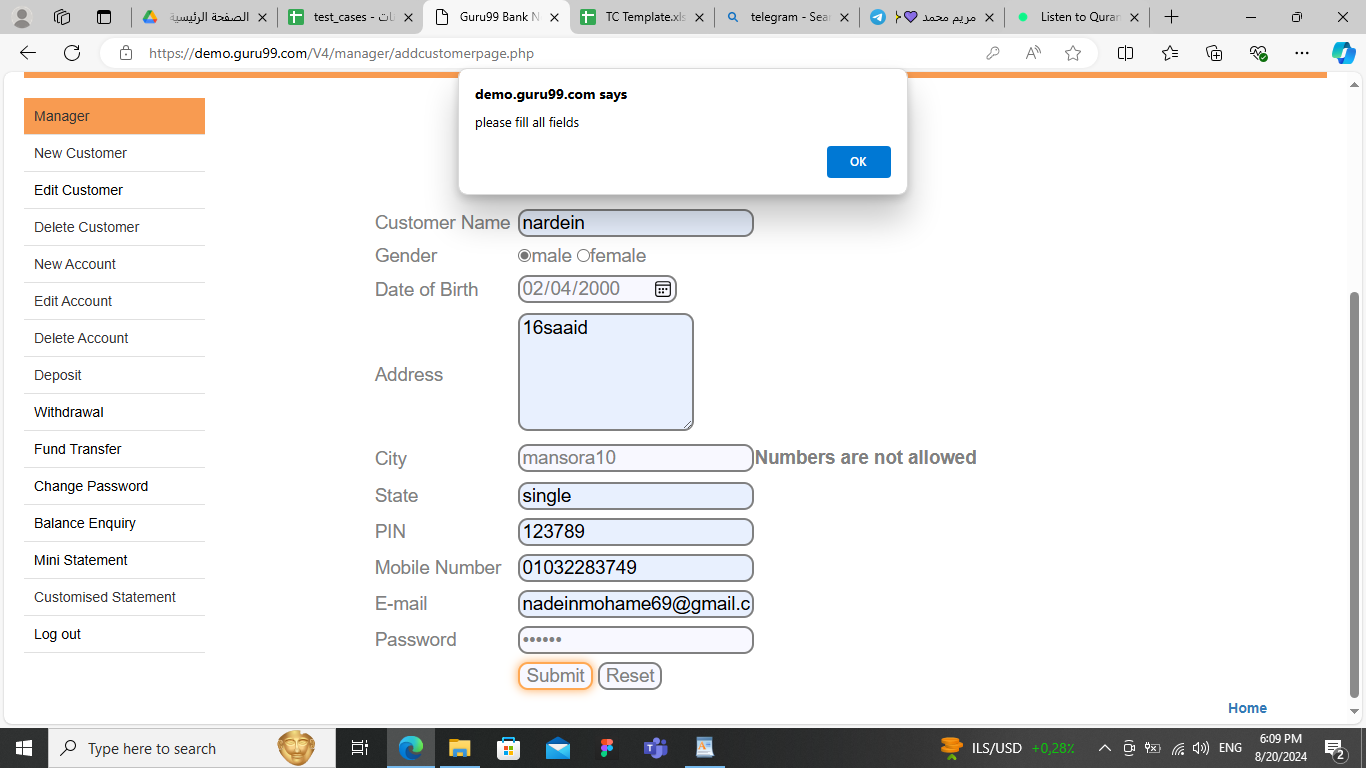 الصفحة الرئيسية
test_cases - ات
Guru99 Bank N
TC Template.xls
telegram - Sear
مريم محمد
Listen to Quran
https://demo.guru99.com/V4/manager/addcustomerpage.php
demo.guru99.com says
please fill all fields
OK
Manager
New Customer
Edit Customer
Delete Customer
New Account
Edit Account
Delete Account
Deposit
Withdrawal
Fund Transfer
Change Password
Balance Enquiry
Mini Statement
Customised Statement
Log out
Customer Name nardein
Gender male female
Date of Birth 02/04/2000
Address 16saaid
City mansora10 Numbers are not allowed
State single
PIN 123789
Mobile Number 01032283749
E-mail nadeinmohame69@gmail.c
Password ••••••
Submit Reset
Home
Type here to search
ILS/USD +0,28%
ENG
6:09 PM
8/20/2024
2